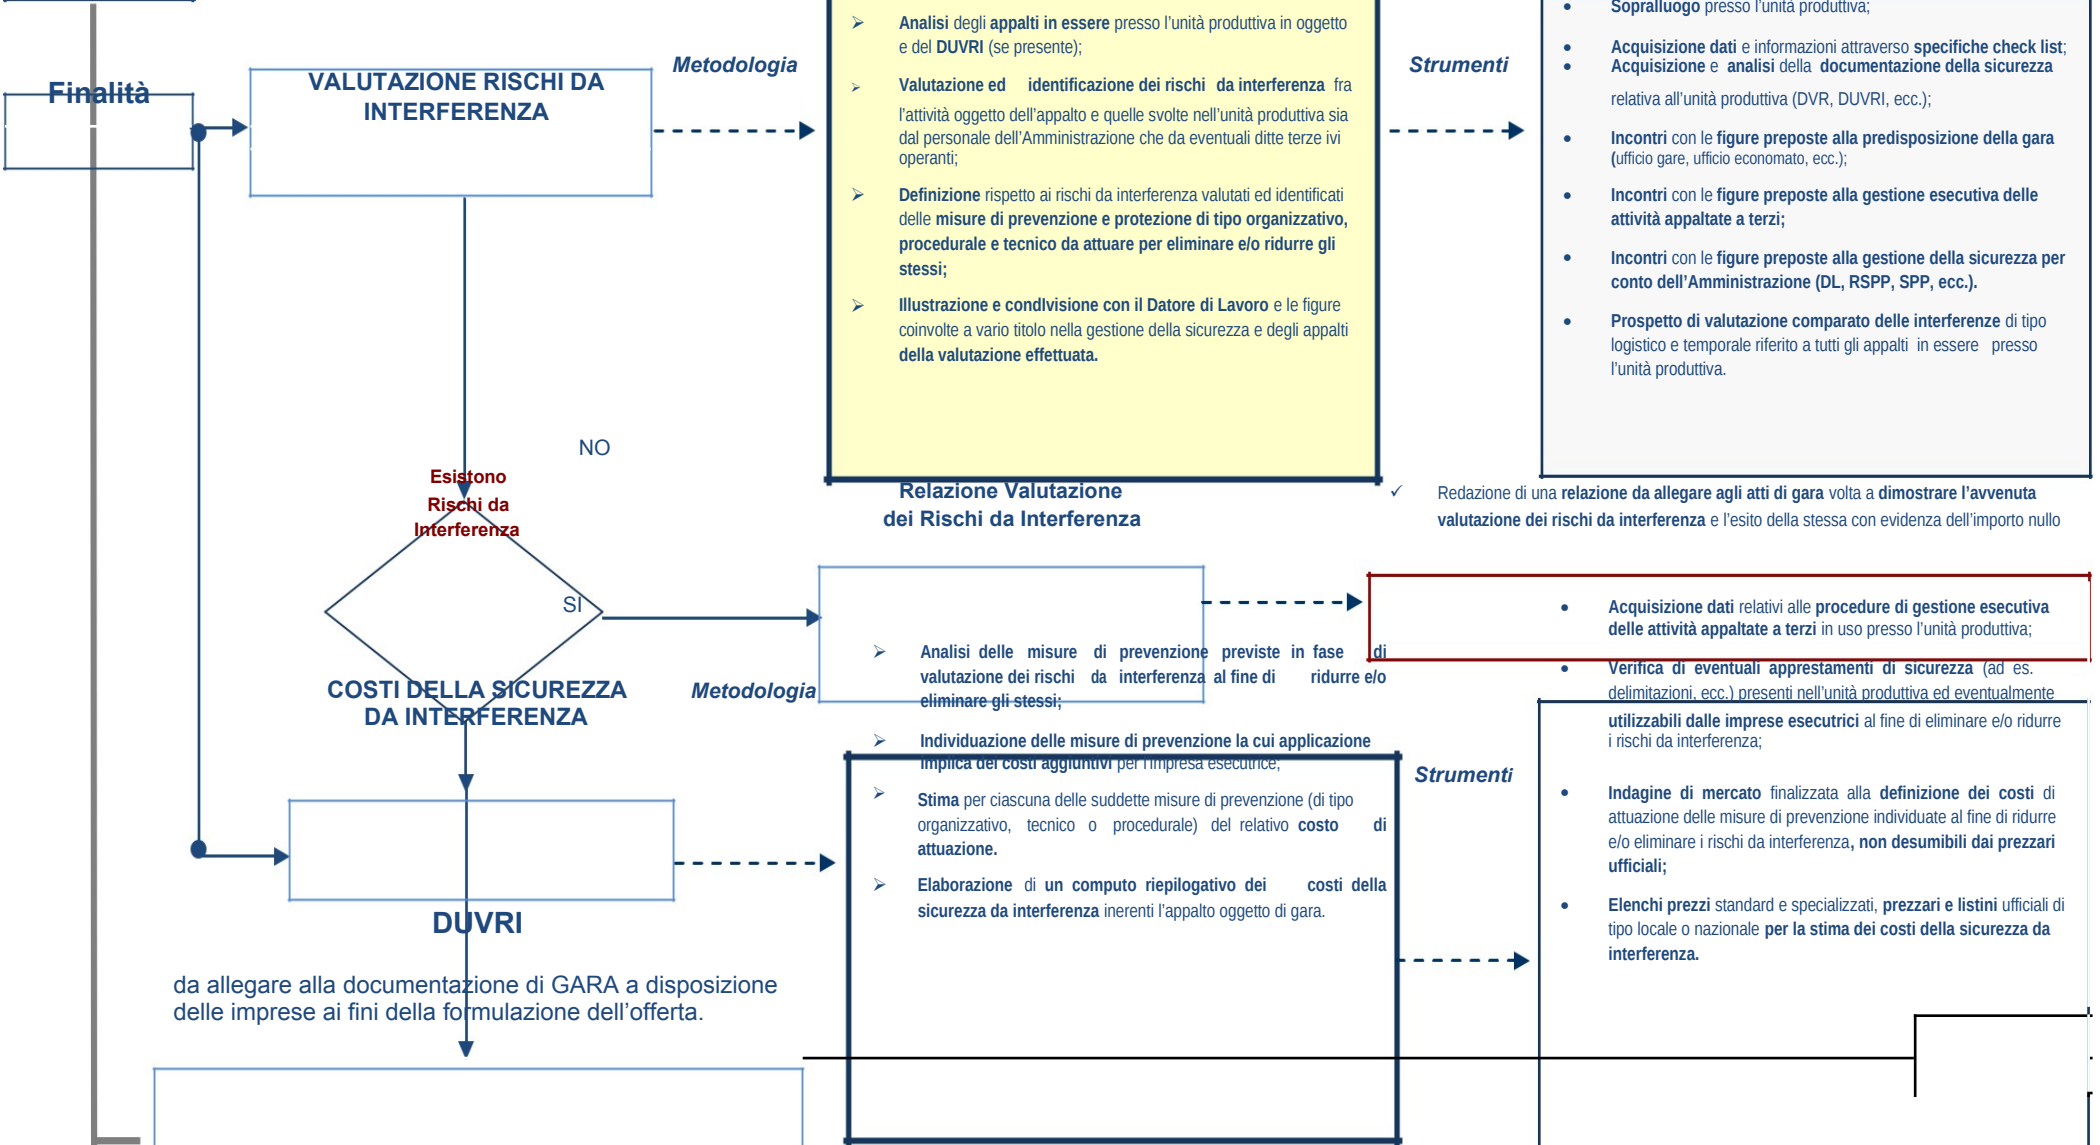 Finalità
VALUTAZIONE RISCHI DA
INTERFERENZA
Metodologia
➢ Analisi degli appalti in essere presso l'unità produttiva in oggetto
e del DUVRI (se presente);
➢ Valutazione ed identificazione dei rischi da interferenza fra
l'attività oggetto dell'appalto e quelle svolte nell'unità produttiva sia
dal personale dell'Amministrazione che da eventuali ditte terze ivi
operanti;
➢ Definizione rispetto ai rischi da interferenza valutati ed identificati
delle misure di prevenzione e protezione di tipo organizzativo,
procedurale e tecnico da attuare per eliminare e/o ridurre gli
stessi;
➢ Illustrazione e condIvisione con il Datore di Lavoro e le figure
coinvolte a vario titolo nella gestione della sicurezza e degli appalti
della valutazione effettuata.
Strumenti
• Sopralluogo presso l'unità produttiva;
• Acquisizione dati e informazioni attraverso specifiche check list;
• Acquisizione e analisi della documentazione della sicurezza
relativa all'unità produttiva (DVR, DUVRI, ecc.);
• Incontri con le figure preposte alla predisposizione della gara
(ufficio gare, ufficio economato, ecc.);
• Incontri con le figure preposte alla gestione esecutiva delle
attività appaltate a terzi;
• Incontri con le figure preposte alla gestione della sicurezza per
conto dell'Amministrazione (DL, RSPP, SPP, ecc.).
• Prospetto di valutazione comparato delle interferenze di tipo
logistico e temporale riferito a tutti gli appalti in essere presso
l'unità produttiva.
NO
Esistono
Rischi da
Interferenza
SI
Relazione Valutazione
dei Rischi da Interferenza
✓ Redazione di una relazione da allegare agli atti di gara volta a dimostrare l'avvenuta
valutazione dei rischi da interferenza e l'esito della stessa con evidenza dell'importo nullo
COSTI DELLA SICUREZZA
DA INTERFERENZA
Metodologia
➢ Analisi delle misure di prevenzione previste in fase di
valutazione dei rischi da interferenza al fine di ridurre e/o
eliminare gli stessi;
➢ Individuazione delle misure di prevenzione la cui applicazione
implica dei costi aggiuntivi per l'impresa esecutrice;
➢ Stima per ciascuna delle suddette misure di prevenzione (di tipo
organizzativo, tecnico o procedurale) del relativo costo di
attuazione.
➢ Elaborazione di un computo riepilogativo dei costi della
sicurezza da interferenza inerenti l'appalto oggetto di gara.
Strumenti
• Acquisizione dati relativi alle procedure di gestione esecutiva
delle attività appaltate a terzi in uso presso l'unità produttiva;
• Verifica di eventuali apprestamenti di sicurezza (ad es.
delimitazioni, ecc.) presenti nell'unità produttiva ed eventualmente
utilizzabili dalle imprese esecutrici al fine di eliminare e/o ridurre
i rischi da interferenza;
• Indagine di mercato finalizzata alla definizione dei costi di
attuazione delle misure di prevenzione individuate al fine di ridurre
e/o eliminare i rischi da interferenza, non desumibili dai prezzari
ufficiali;
• Elenchi prezzi standard e specializzati, prezzari e listini ufficiali di
tipo locale o nazionale per la stima dei costi della sicurezza da
interferenza.
DUVRI
da allegare alla documentazione di GARA a disposizione
delle imprese ai fini della formulazione dell'offerta.